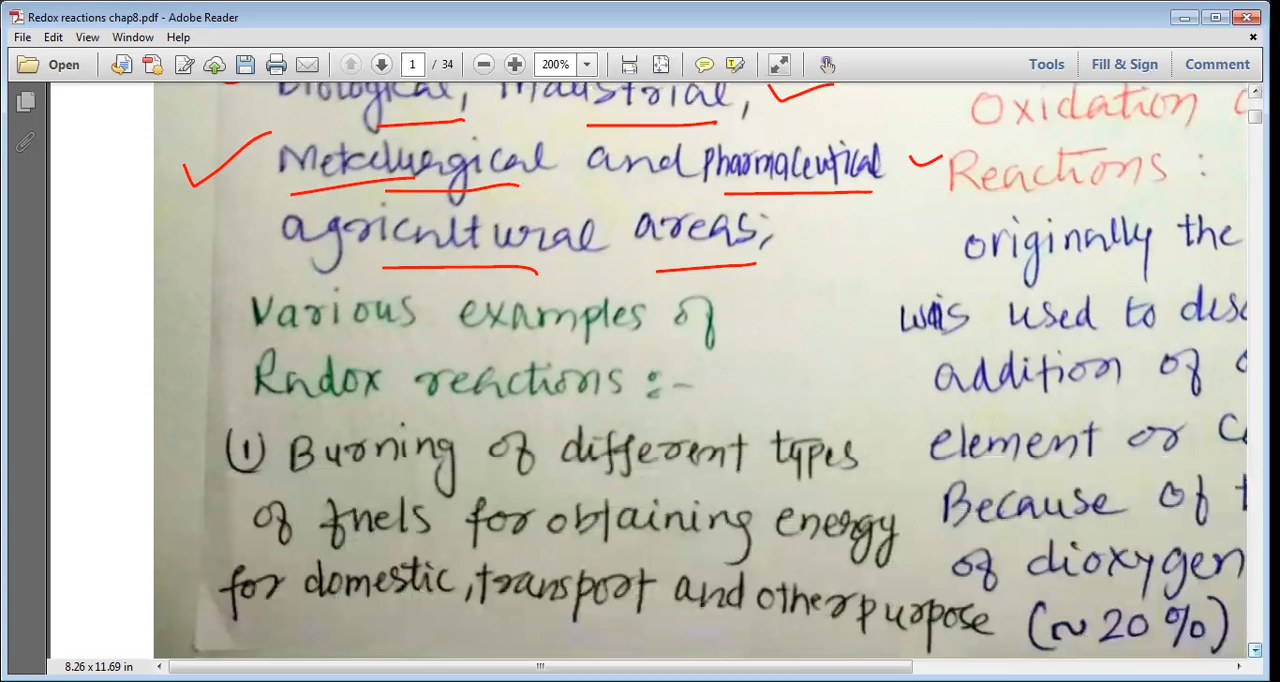 Redox reactions chap8.pdf - Adobe Reader
File Edit View Window Help
Open 1 / 34 200% Tools Fill & Sign Comment
Biological, Industrial,
Metallurgical and Pharmaceutical
agricultural areas;
Various examples of
Redox reactions :-
(1) Burning of different types
of fuels for obtaining energy
for domestic, transport and other purpose
Oxidation
Reactions :
originally the
was used to desc
addition of
element or C
Because of t
of dioxygen
(~20%)
8.26 x 11.69 in